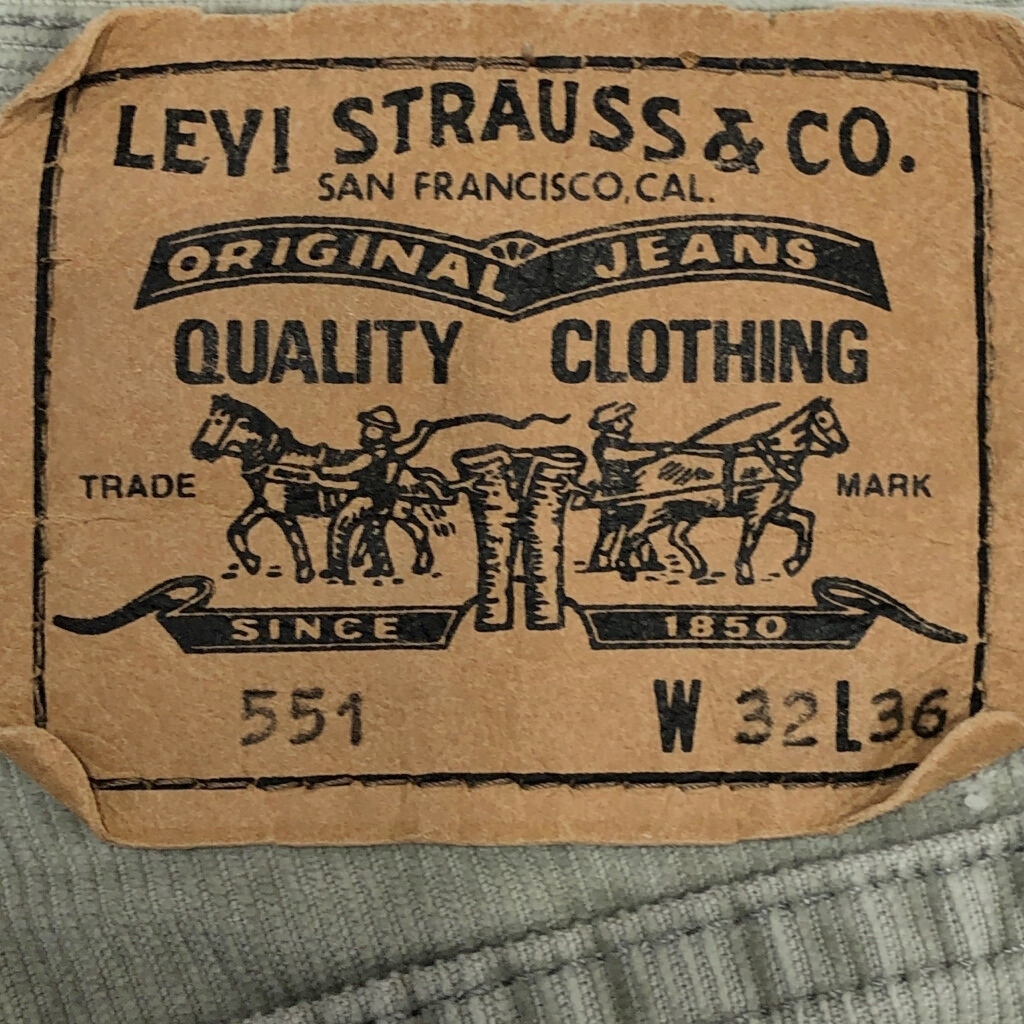 LEVI STRAUSS & CO.
SAN FRANCISCO, CAL.
ORIGINAL JEANS
QUALITY CLOTHING
TRADE MARK
SINCE 1850
551 W 32 L 36